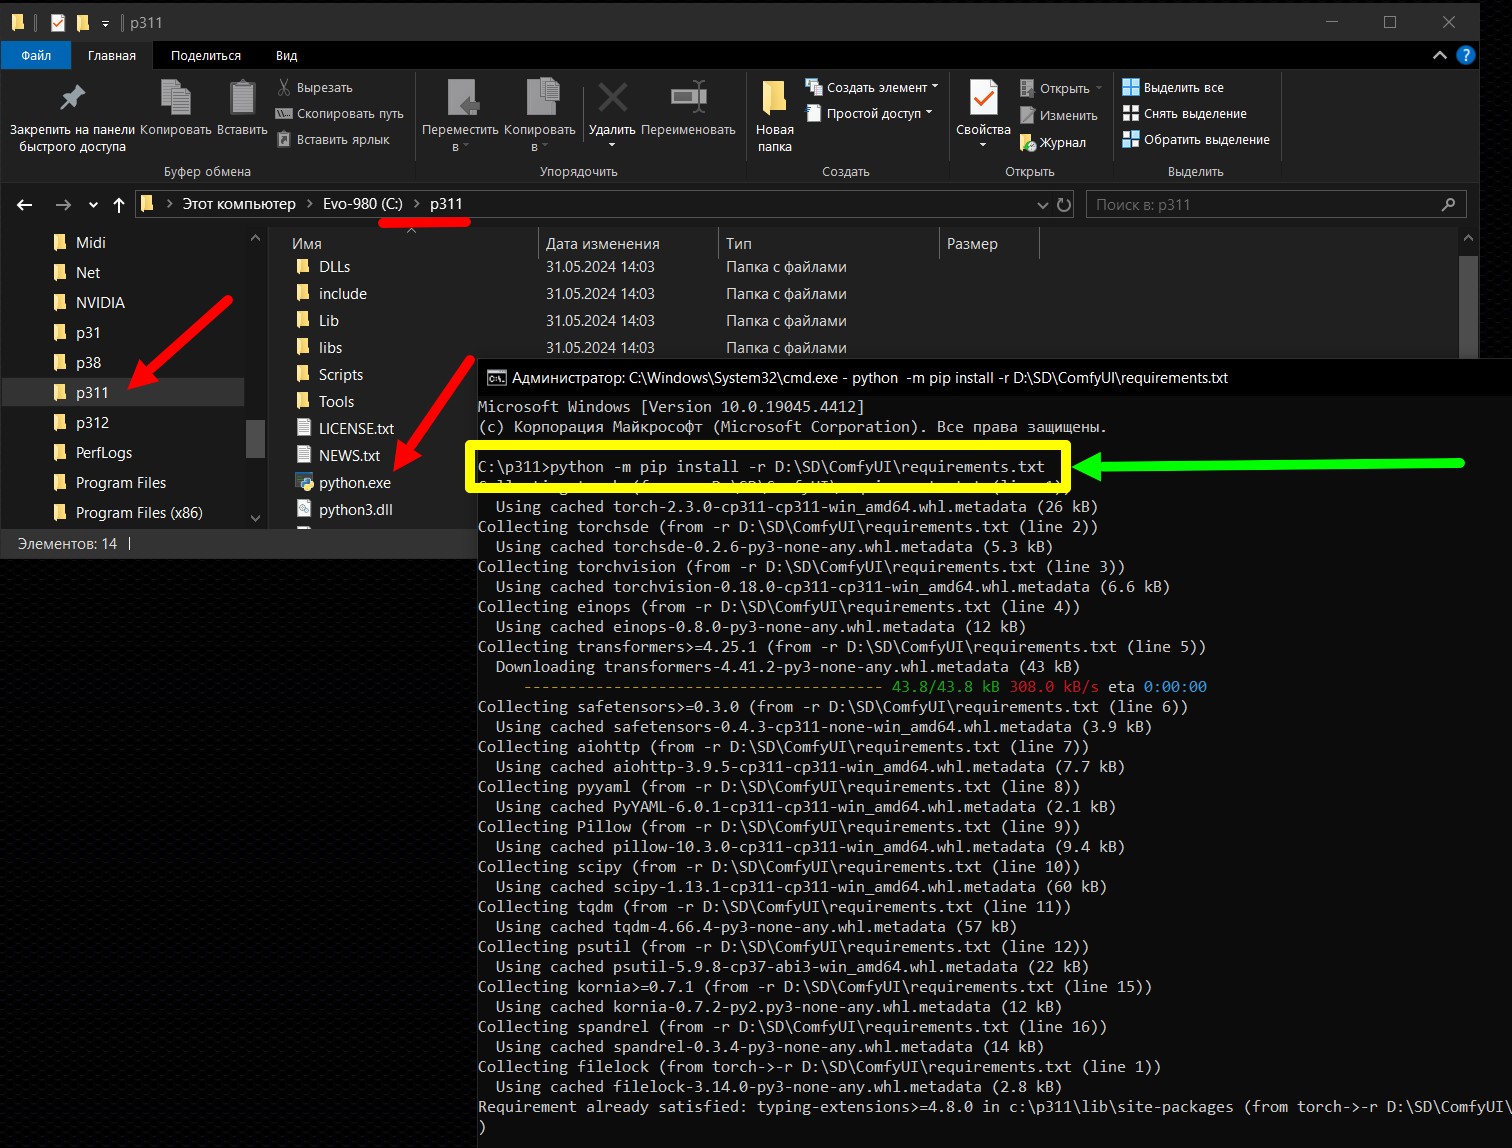 p311
Файл Главная Поделиться Вид
Закрепить на панели быстрого доступа
Копировать
Вставить
Вырезать
Скопировать путь
Вставить ярлык
Буфер обмена
Переместить в
Копировать в
Удалить
Переименовать
Упорядочить
Новая папка
Создать элемент
Простой доступ
Создать
Свойства
Открыть
Изменить
Журнал
Открыть
Выделить все
Снять выделение
Обратить выделение
Выделить
Этот компьютер > Evo-980 (C:) > p311
Поиск в: p311
Midi
Net
NVIDIA
p31
p38
p311
p312
PerfLogs
Program Files
Program Files (x86)
Имя Дата изменения Тип Размер
DLLs 31.05.2024 14:03 Папка с файлами
include 31.05.2024 14:03 Папка с файлами
Lib 31.05.2024 14:03 Папка с файлами
libs 31.05.2024 14:03 Папка с файлами
Scripts
Tools
LICENSE.txt
NEWS.txt
python.exe
python3.dll
Элементов: 14
Администратор: C:\Windows\System32\cmd.exe - python -m pip install -r D:\SD\ComfyUI\requirements.txt
Microsoft Windows [Version 10.0.19045.4412]
(c) Корпорация Майкрософт (Microsoft Corporation). Все права защищены.
C:\p311>python -m pip install -r D:\SD\ComfyUI\requirements.txt
Using cached torch-2.3.0-cp311-cp311-win_amd64.whl.metadata (26 kB)
Collecting torchsde (from -r D:\SD\ComfyUI\requirements.txt (line 2))
Using cached torchsde-0.2.6-py3-none-any.whl.metadata (5.3 kB)
Collecting torchvision (from -r D:\SD\ComfyUI\requirements.txt (line 3))
Using cached torchvision-0.18.0-cp311-cp311-win_amd64.whl.metadata (6.6 kB)
Collecting einops (from -r D:\SD\ComfyUI\requirements.txt (line 4))
Using cached einops-0.8.0-py3-none-any.whl.metadata (12 kB)
Collecting transformers>=4.25.1 (from -r D:\SD\ComfyUI\requirements.txt (line 5))
Downloading transformers-4.41.2-py3-none-any.whl.metadata (43 kB)
---------------------------------------- 43.8/43.8 kB 308.0 kB/s eta 0:00:00
Collecting safetensors>=0.3.0 (from -r D:\SD\ComfyUI\requirements.txt (line 6))
Using cached safetensors-0.4.3-cp311-none-win_amd64.whl.metadata (3.9 kB)
Collecting aiohttp (from -r D:\SD\ComfyUI\requirements.txt (line 7))
Using cached aiohttp-3.9.5-cp311-cp311-win_amd64.whl.metadata (7.7 kB)
Collecting pyyaml (from -r D:\SD\ComfyUI\requirements.txt (line 8))
Using cached PyYAML-6.0.1-cp311-cp311-win_amd64.whl.metadata (2.1 kB)
Collecting Pillow (from -r D:\SD\ComfyUI\requirements.txt (line 9))
Using cached pillow-10.3.0-cp311-cp311-win_amd64.whl.metadata (9.4 kB)
Collecting scipy (from -r D:\SD\ComfyUI\requirements.txt (line 10))
Using cached scipy-1.13.1-cp311-cp311-win_amd64.whl.metadata (60 kB)
Collecting tqdm (from -r D:\SD\ComfyUI\requirements.txt (line 11))
Using cached tqdm-4.66.4-py3-none-any.whl.metadata (57 kB)
Collecting psutil (from -r D:\SD\ComfyUI\requirements.txt (line 12))
Using cached psutil-5.9.8-cp37-abi3-win_amd64.whl.metadata (22 kB)
Collecting kornia>=0.7.1 (from -r D:\SD\ComfyUI\requirements.txt (line 15))
Using cached kornia-0.7.2-py2.py3-none-any.whl.metadata (12 kB)
Collecting spandrel (from -r D:\SD\ComfyUI\requirements.txt (line 16))
Using cached spandrel-0.3.4-py3-none-any.whl.metadata (14 kB)
Collecting filelock (from torch->-r D:\SD\ComfyUI\requirements.txt (line 1))
Using cached filelock-3.14.0-py3-none-any.whl.metadata (2.8 kB)
Requirement already satisfied: typing-extensions>=4.8.0 in c:\p311\lib\site-packages (from torch->-r D:\SD\ComfyUI\
)